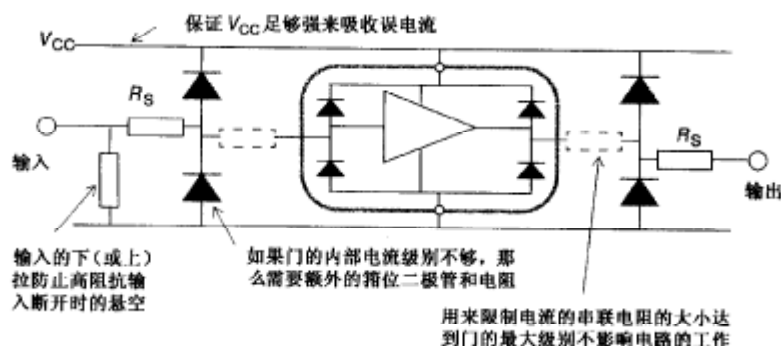 保证 VCC 足够强来吸收误电流
VCC
RS
RS
输入
输出
输入的下(或上)
拉防止高阻抗输
入断开时的悬空
如果门的内部电流级别不够,那
么需要额外的箝位二极管和电阻
用来限制电流的串联电阻的大小达
到门的最大级别不影响电路的工作